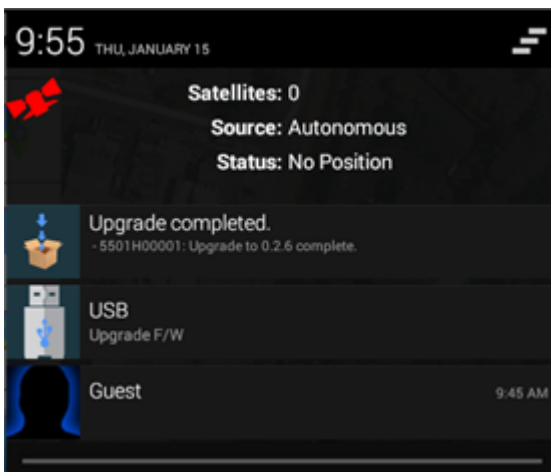 9:55 THU, JANUARY 15
Satellites: 0
Source: Autonomous
Status: No Position
Upgrade completed.
- 5501H00001: Upgrade to 0.2.6 complete.
USB
Upgrade F/W
Guest 9:45 AM